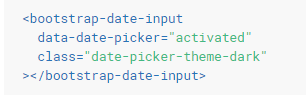 <bootstrap-date-input
data-date-picker="activated"
class="date-picker-theme-dark"
></bootstrap-date-input>